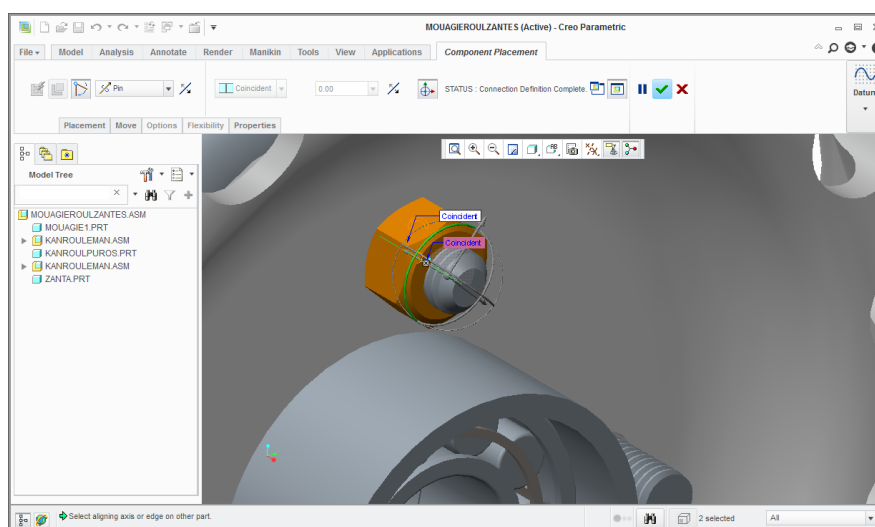 MOUAGIEROULZANTES (Active) - Creo Parametric
File Model Analysis Annotate Render Manikin Tools View Applications Component Placement
Pin Coincident 0.00 STATUS : Connection Definition Complete.
Datum
Placement Move Options Flexibility Properties
Model Tree
MOUAGIEROULZANTES.ASM
MOUAGIE1.PRT
KANROULEMAN.ASM
KANROULPUROS.PRT
KANROULEMAN.ASM
ZANTA.PRT
Coincident
Coincident
Select aligning axis or edge on other part.
2 selected All